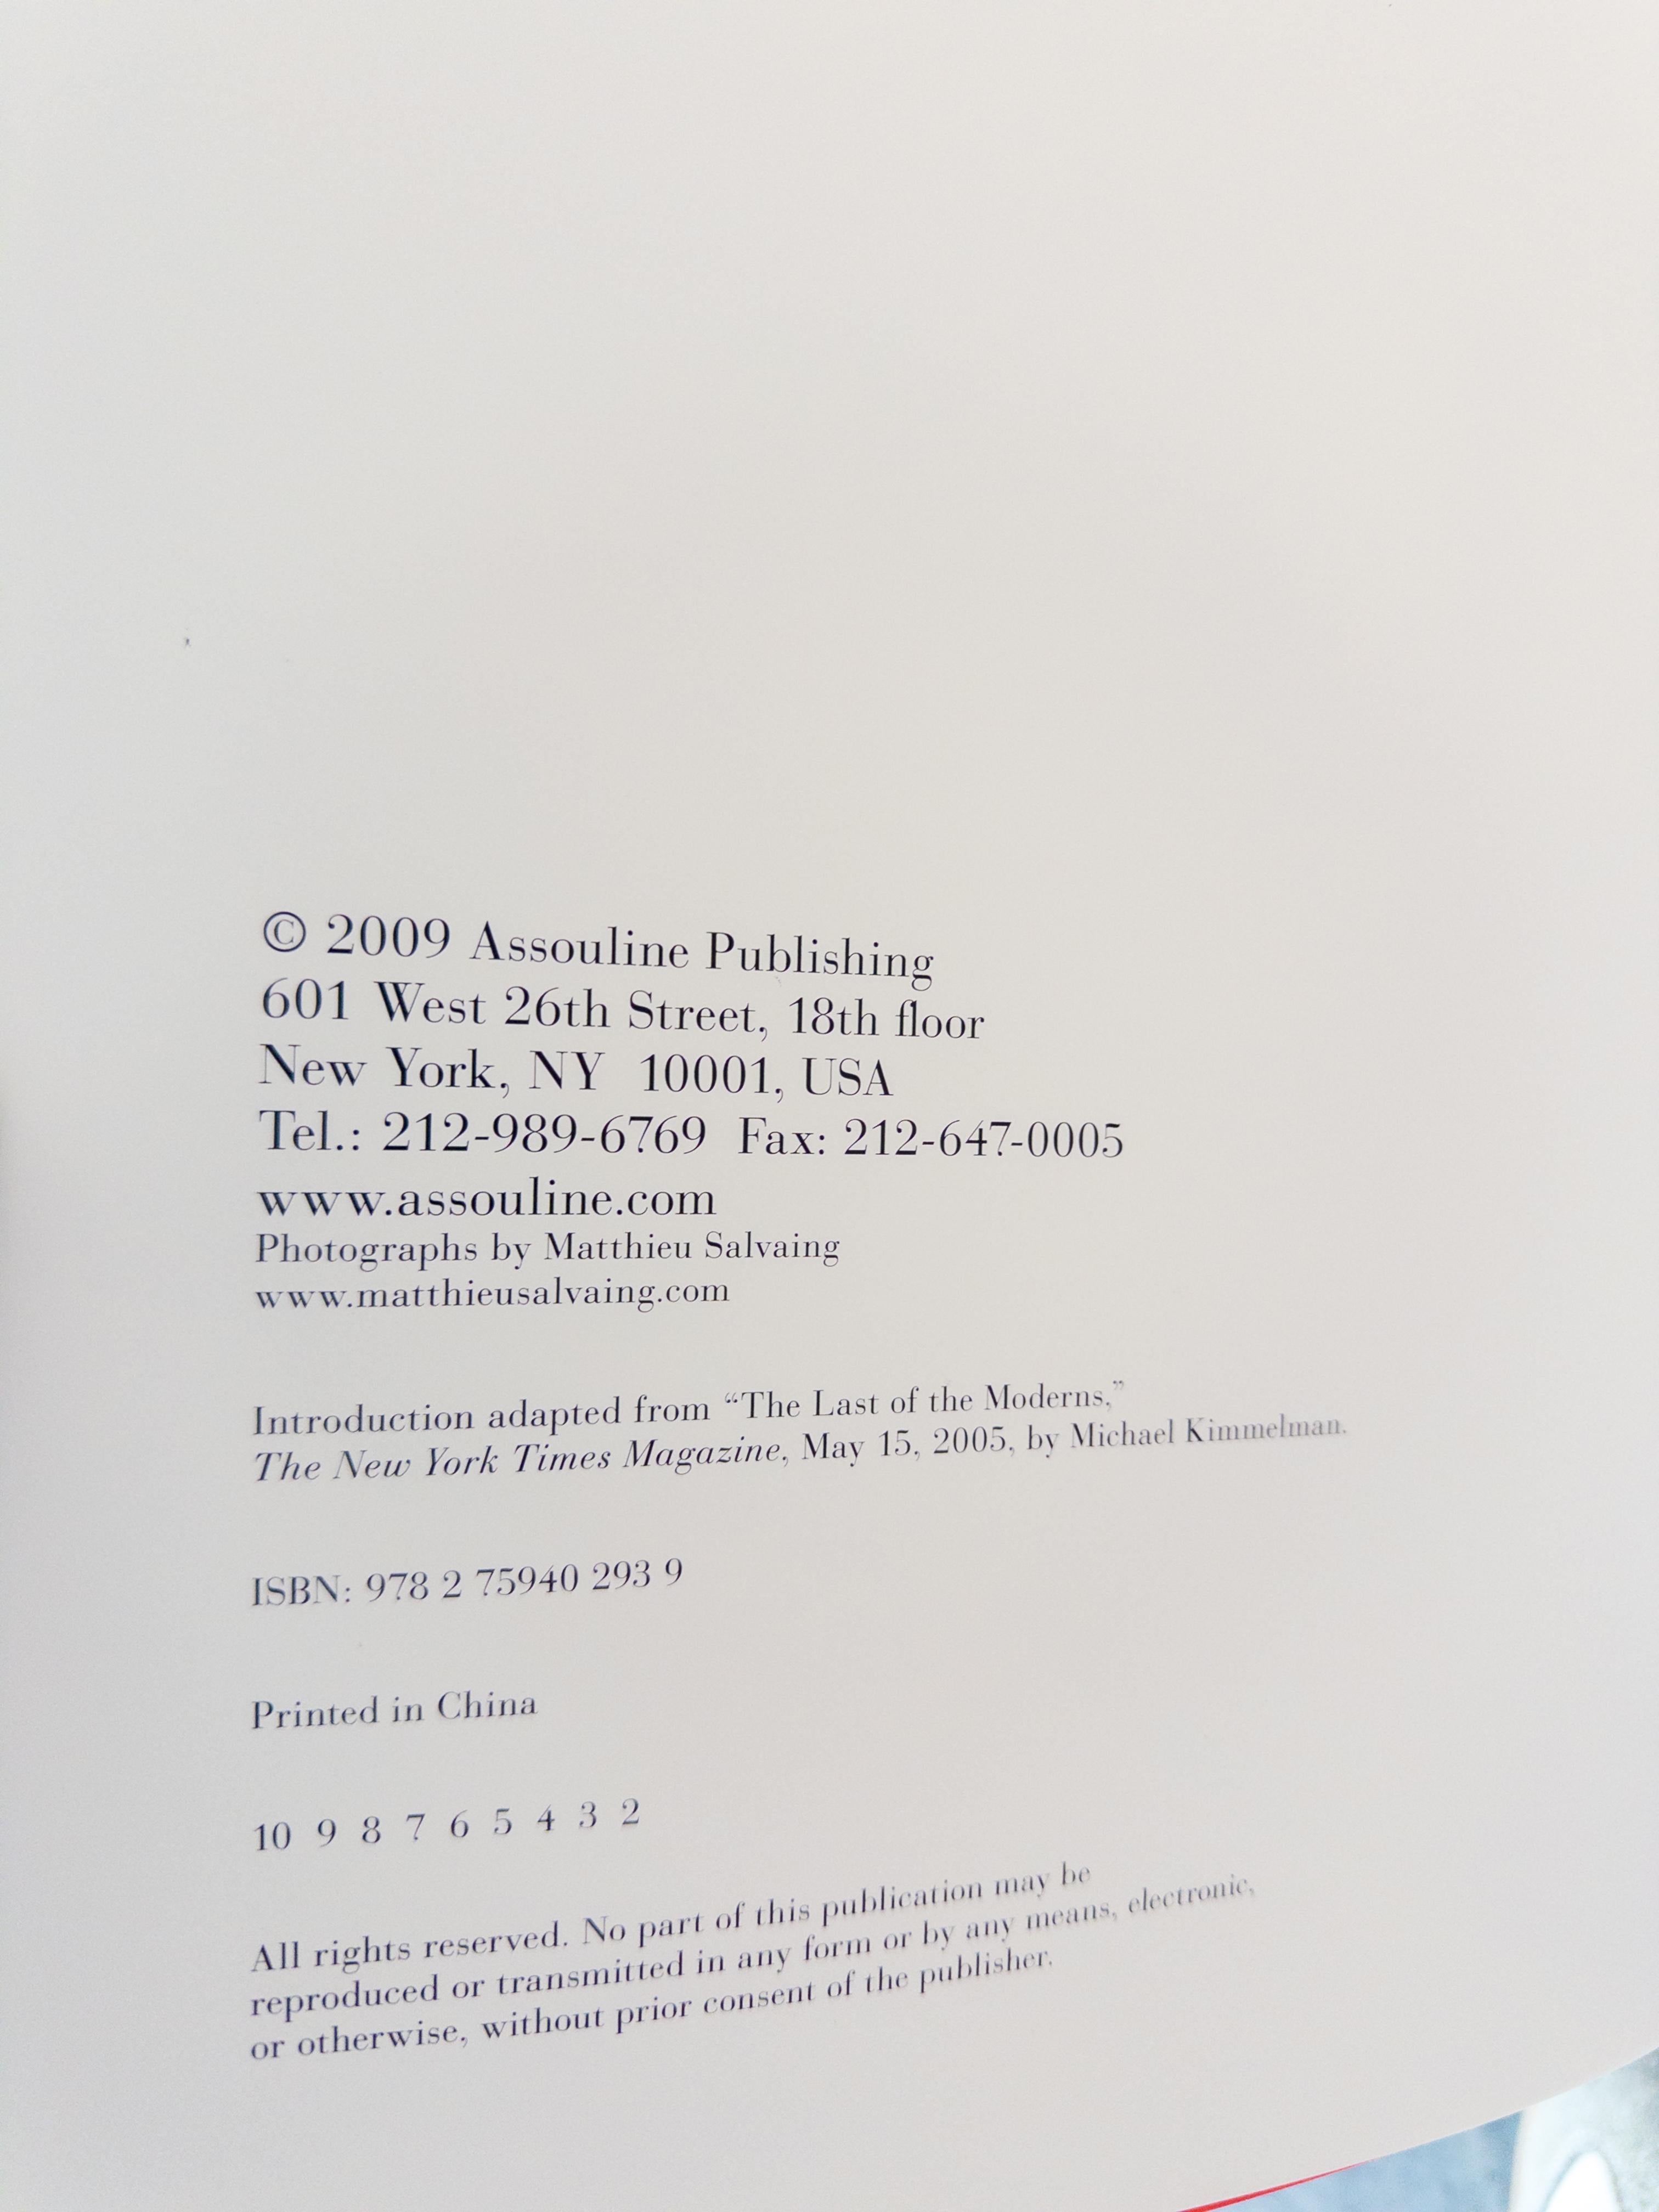 © 2009 Assouline Publishing
601 West 26th Street, 18th floor
New York, NY 10001, USA
Tel.: 212-989-6769 Fax: 212-647-0005
www.assouline.com
Photographs by Matthieu Salvaing
www.matthieusalvaing.com
Introduction adapted from “The Last of the Moderns,”
The New York Times Magazine, May 15, 2005, by Michael Kimmelman.
ISBN: 978 2 75940 293 9
Printed in China
10 9 8 7 6 5 4 3 2
All rights reserved. No part of this publication may be
reproduced or transmitted in any form or by any means, electronic,
or otherwise, without prior consent of the publisher.